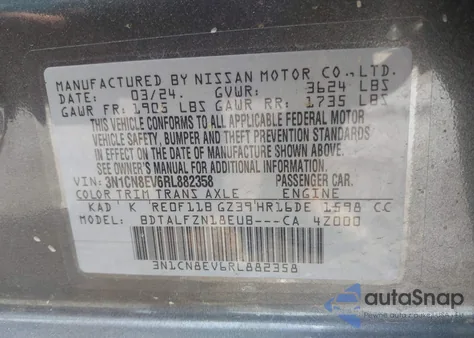 MANUFACTURED BY NISSAN MOTOR CO.,LTD.
DATE: 03/24. GVWR: 3624 LBS
GAWR FR: 1905 LBS GAWR RR: 1735 LBS
THIS VEHICLE CONFORMS TO ALL APPLICABLE FEDERAL MOTOR
VEHICLE SAFETY, BUMPER AND THEFT PREVENTION STANDARDS
IN EFFECT ON THE DATE OF MANUFACTURE SHOWN ABOVE.
SEE OWNER'S MANUAL FOR ADDITIONAL INFORMATION.
VIN: 3N1CN8EV6RL882358 PASSENGER CAR.
COLOR TRIM TRANS AXLE ENGINE
KAD K RE0F11B GZ39 HR16DE 1598 CC
MODEL: BDTALFZN18EUB---CA 4Z000
3N1CN8EV6RL882358
autoSnap